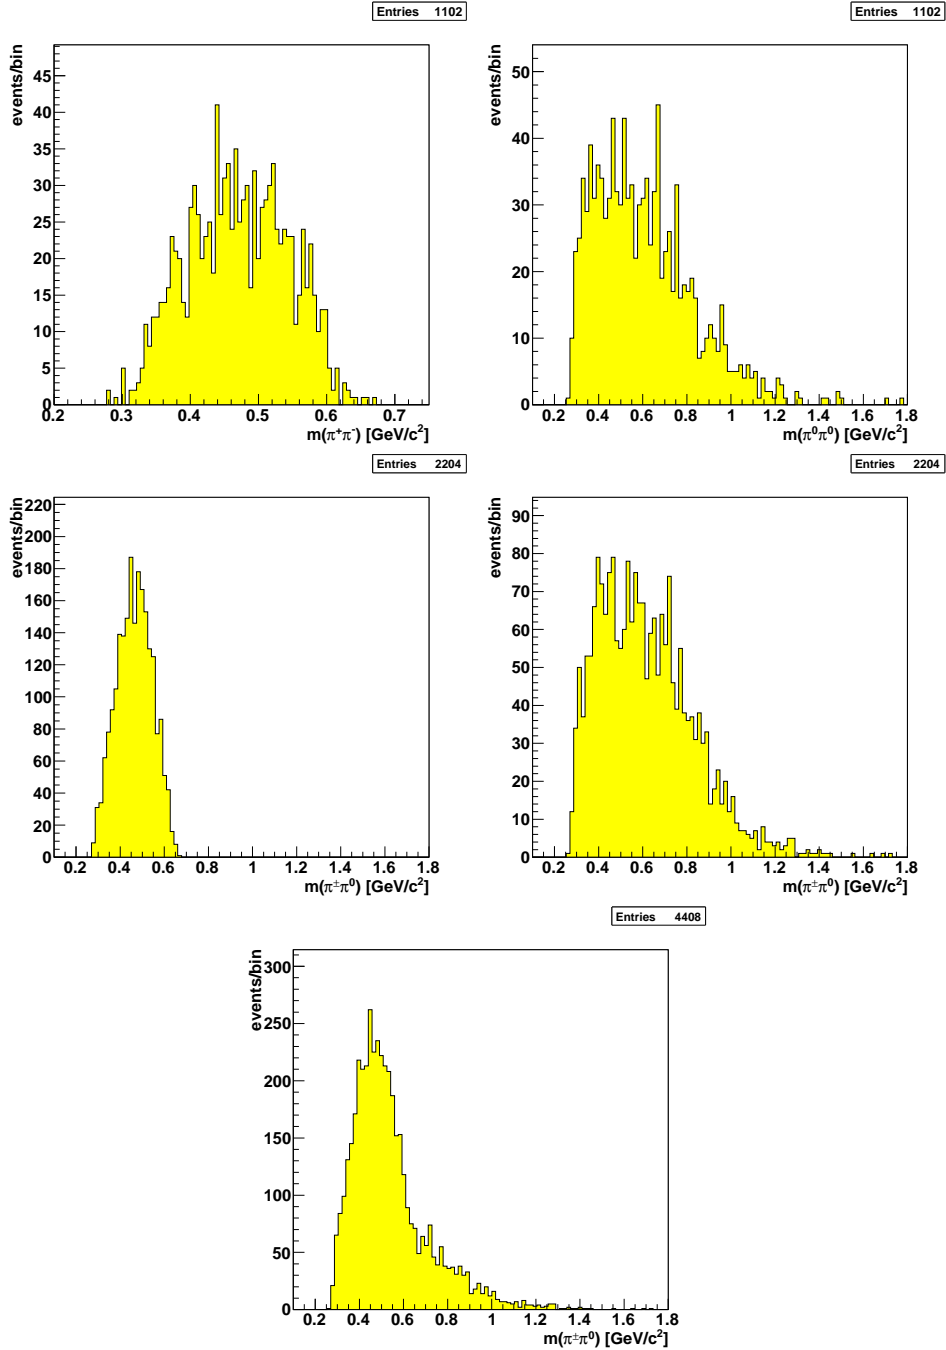 Entries 1102
Entries 1102
events/bin
45
40
35
30
25
20
15
10
5
0
0.2 0.3 0.4 0.5 0.6 0.7
m(π⁺π⁻) [GeV/c²]
events/bin
50
40
30
20
10
0
0.2 0.4 0.6 0.8 1 1.2 1.4 1.6 1.8
m(π⁰π⁰) [GeV/c²]
Entries 2204
Entries 2204
events/bin
220
200
180
160
140
120
100
80
60
40
20
0
0.2 0.4 0.6 0.8 1 1.2 1.4 1.6 1.8
m(π±π⁰) [GeV/c²]
events/bin
90
80
70
60
50
40
30
20
10
0
0.2 0.4 0.6 0.8 1 1.2 1.4 1.6 1.8
m(π±π⁰) [GeV/c²]
Entries 4408
events/bin
300
250
200
150
100
50
0
0.2 0.4 0.6 0.8 1 1.2 1.4 1.6 1.8
m(π±π⁰) [GeV/c²]